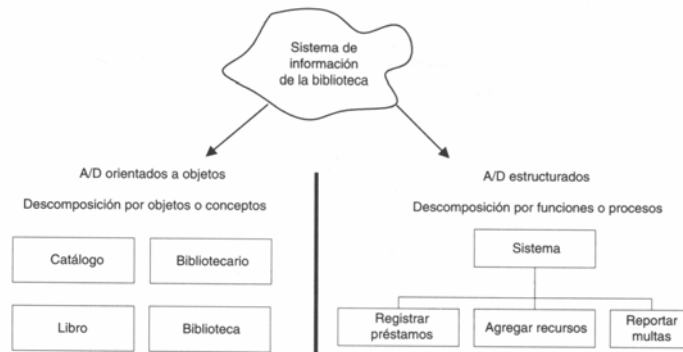 Sistema de
información
de la biblioteca
A/D orientados a objetos
Descomposición por objetos o conceptos
Catálogo
Bibliotecario
Libro
Biblioteca
A/D estructurados
Descomposición por funciones o procesos
Sistema
Registrar
préstamos
Agregar recursos
Reportar
multas